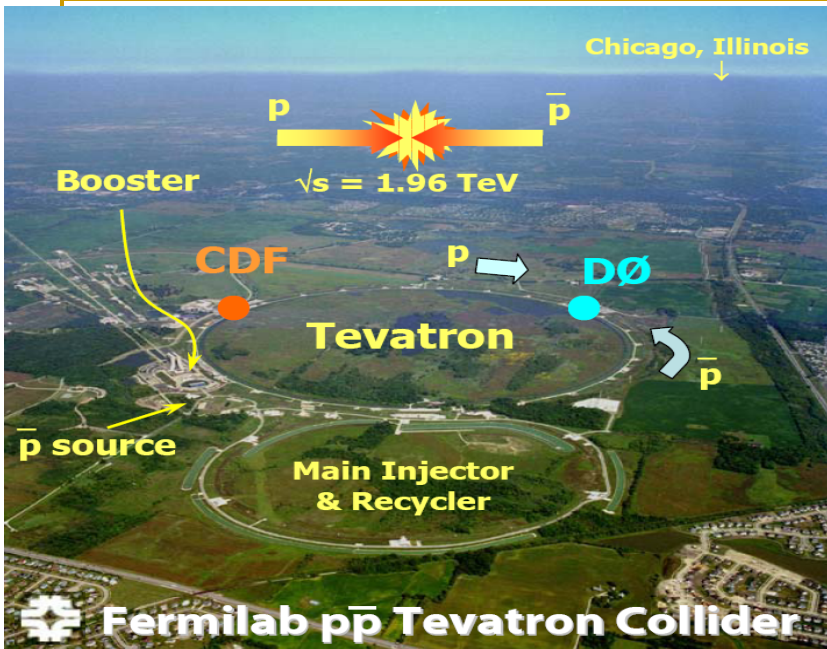 Chicago, Illinois
↓
p p̅
√s = 1.96 TeV
Booster
CDF
p
DØ
Tevatron
p̅
p̅ source
Main Injector
& Recycler
Fermilab pp̅ Tevatron Collider